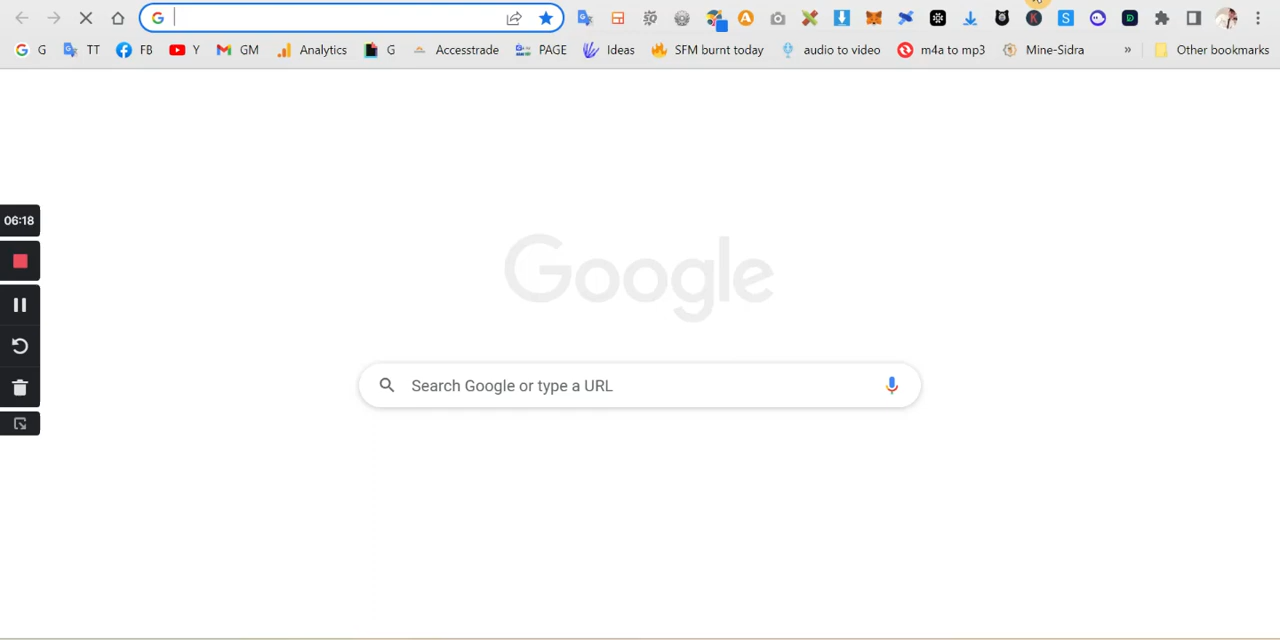 G TT FB Y GM Analytics G Accesstrade PAGE Ideas SFM burnt today audio to video m4a to mp3 Mine-Sidra » Other bookmarks
06:18
Google
Search Google or type a URL